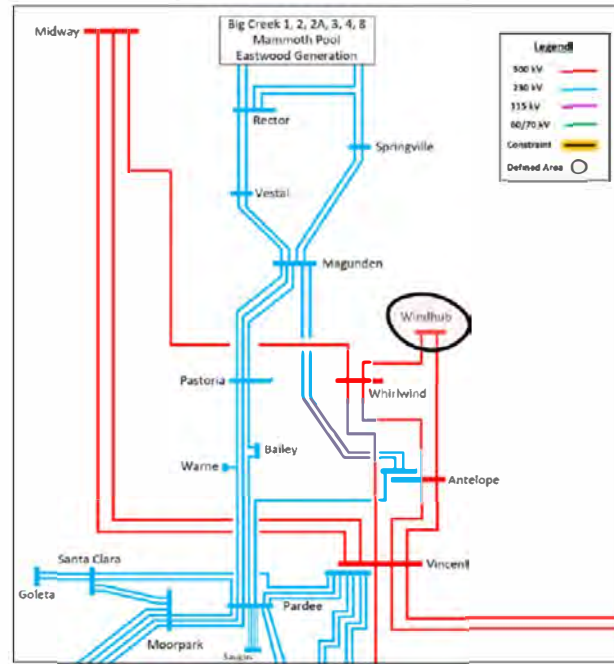 Big Creek 1, 2, 2A, 3, 4, 8
Mammoth Pool
Eastwood Generation
Midway
Legend
500 kV
230 kV
115 kV
60/70 kV
Constraint
Defined Area
Rector
Springville
Vestal
Magunden
Windhub
Pastoria
Whirlwind
Bailey
Warne
Antelope
Santa Clara
Vincent
Goleta
Pardee
Moorpark
Saugus